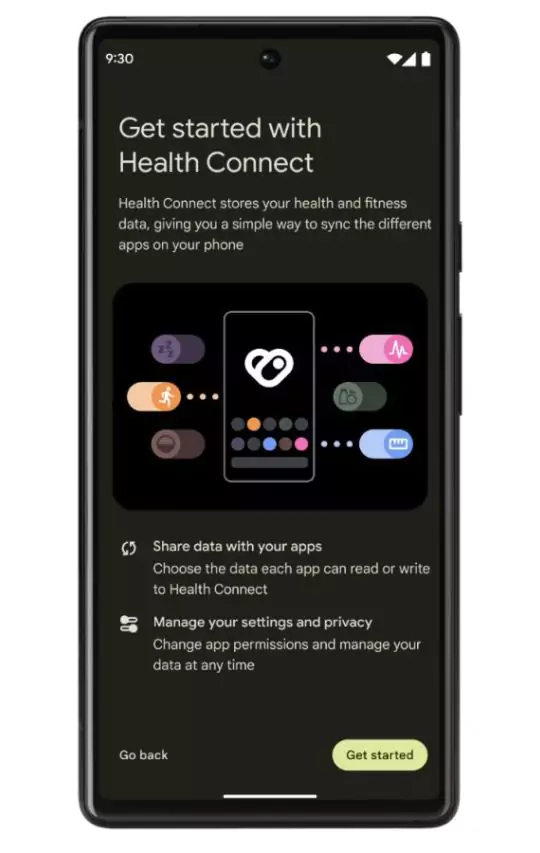 9:30
Get started with
Health Connect
Health Connect stores your health and fitness
data, giving you a simple way to sync the different
apps on your phone
zzz
Share data with your apps
Choose the data each app can read or write
to Health Connect
Manage your settings and privacy
Change app permissions and manage your
data at any time
Go back
Get started